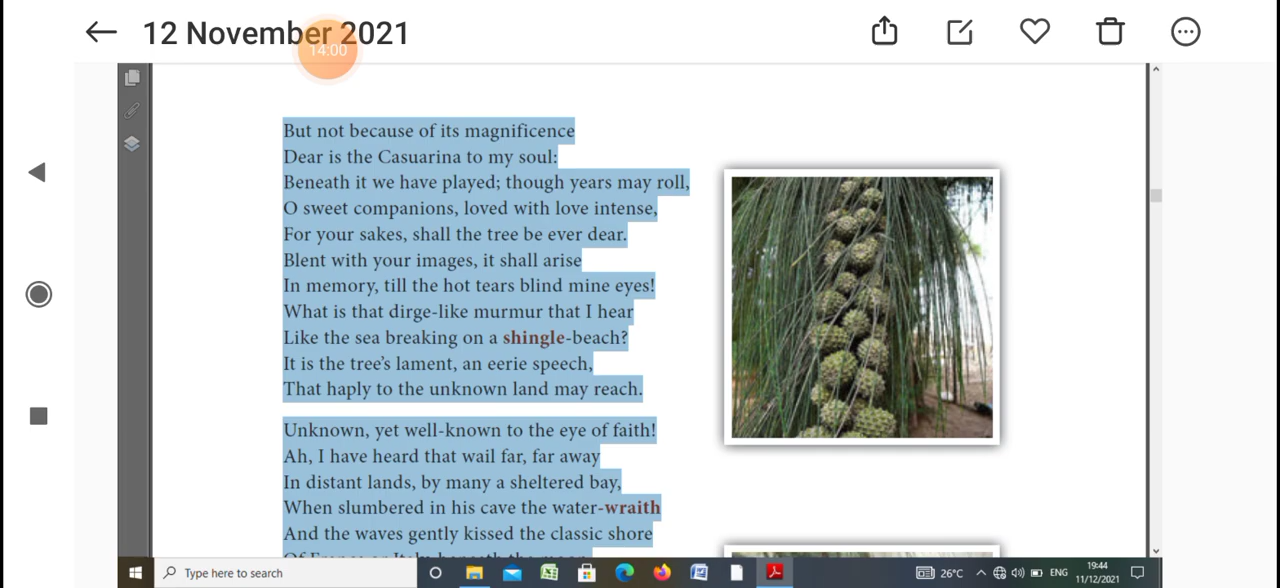 12 November 2021
14:00
But not because of its magnificence
Dear is the Casuarina to my soul:
Beneath it we have played; though years may roll,
O sweet companions, loved with love intense,
For your sakes, shall the tree be ever dear.
Blent with your images, it shall arise
In memory, till the hot tears blind mine eyes!
What is that dirge-like murmur that I hear
Like the sea breaking on a shingle-beach?
It is the tree's lament, an eerie speech,
That haply to the unknown land may reach.
Unknown, yet well-known to the eye of faith!
Ah, I have heard that wail far, far away
In distant lands, by many a sheltered bay,
When slumbered in his cave the water-wraith
And the waves gently kissed the classic shore
Of France or Italy, beneath the moon,
Type here to search
26°C
ENG
19:44
11/12/2021